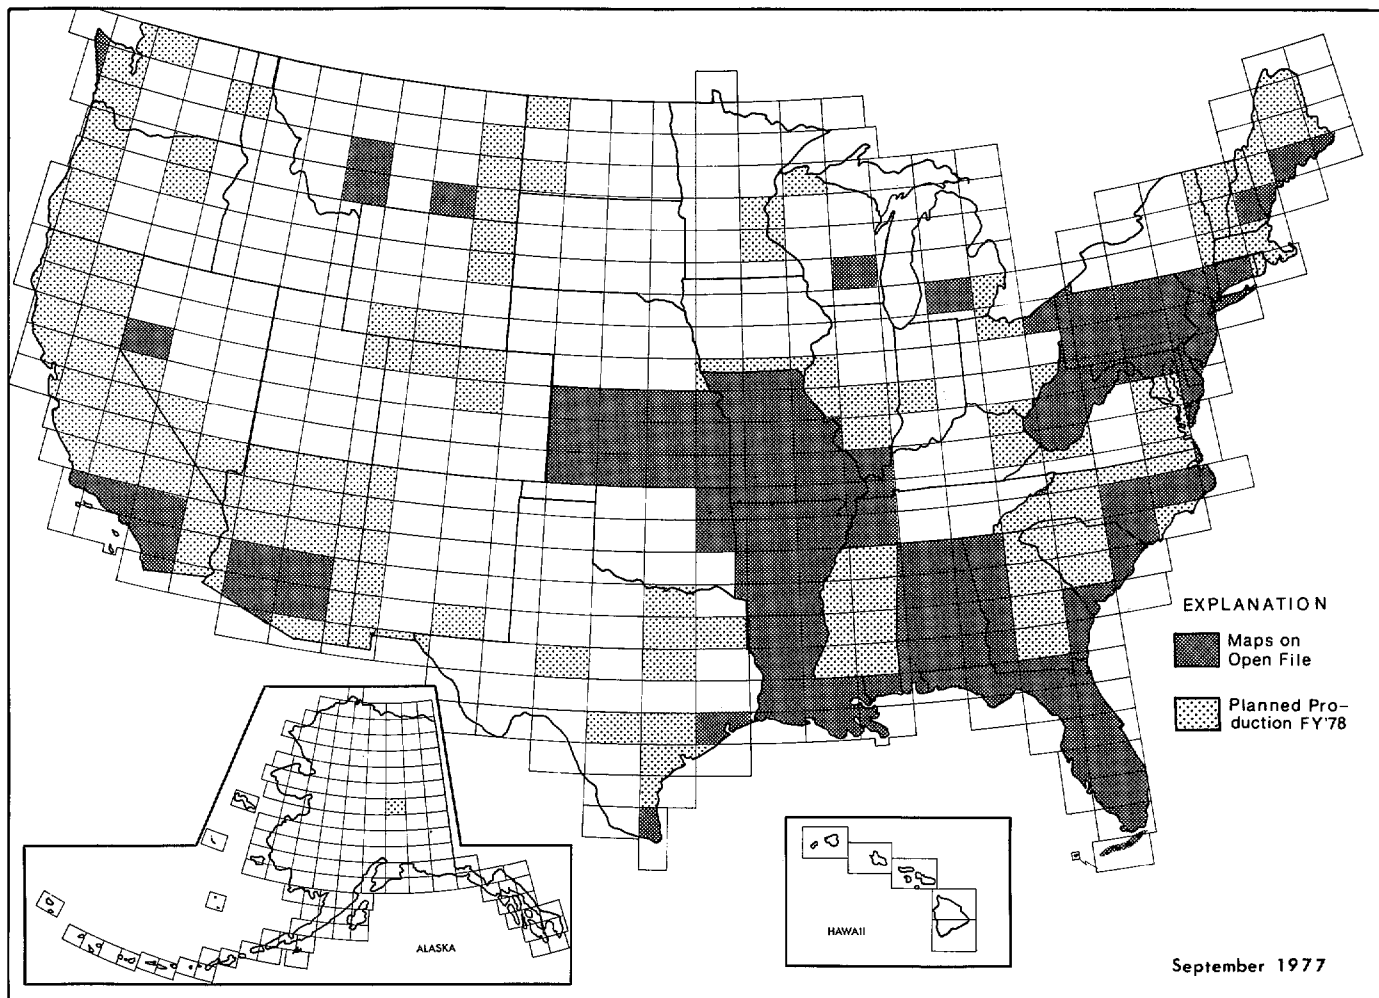 EXPLANATION
Maps on
Open File
Planned Pro-
duction FY'78
ALASKA
HAWAII
September 1977